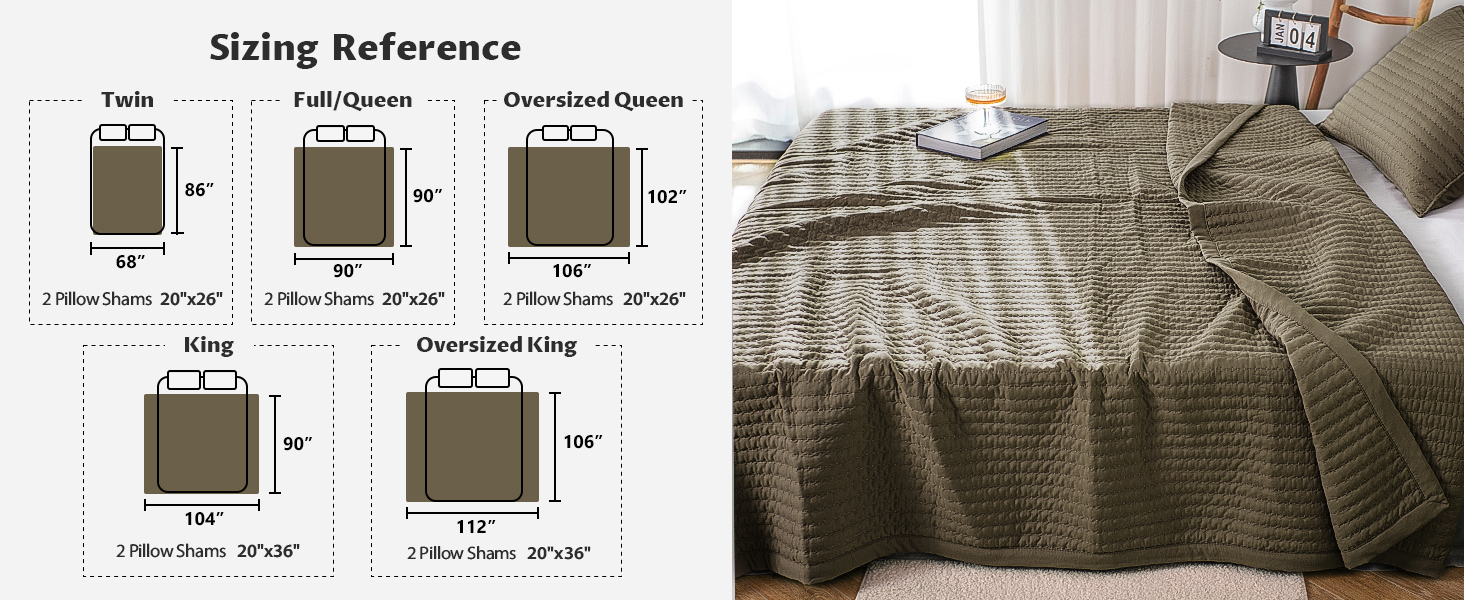 Sizing Reference
Twin
86”
68”
2 Pillow Shams 20"x26"
Full/Queen
90”
90”
2 Pillow Shams 20"x26"
Oversized Queen
102”
106”
2 Pillow Shams 20"x26"
King
90”
104”
2 Pillow Shams 20"x36"
Oversized King
106”
112”
2 Pillow Shams 20"x36"
JAN 04